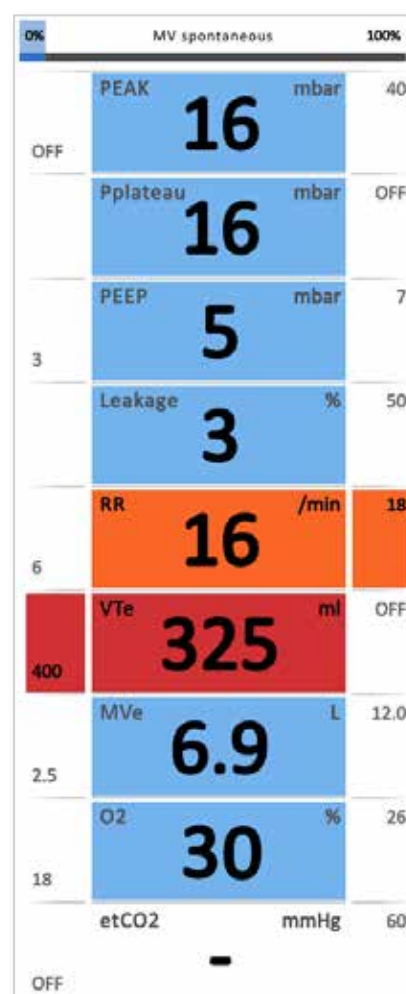 0% MV spontaneous 100%
PEAK mbar 40
16
OFF
Pplateau mbar OFF
16
PEEP mbar 7
5
3
Leakage % 50
3
RR /min 18
16
6
VTe ml OFF
325
400
MVe L 12.0
6.9
2.5
O2 % 26
30
18
etCO2 mmHg 60
-
OFF